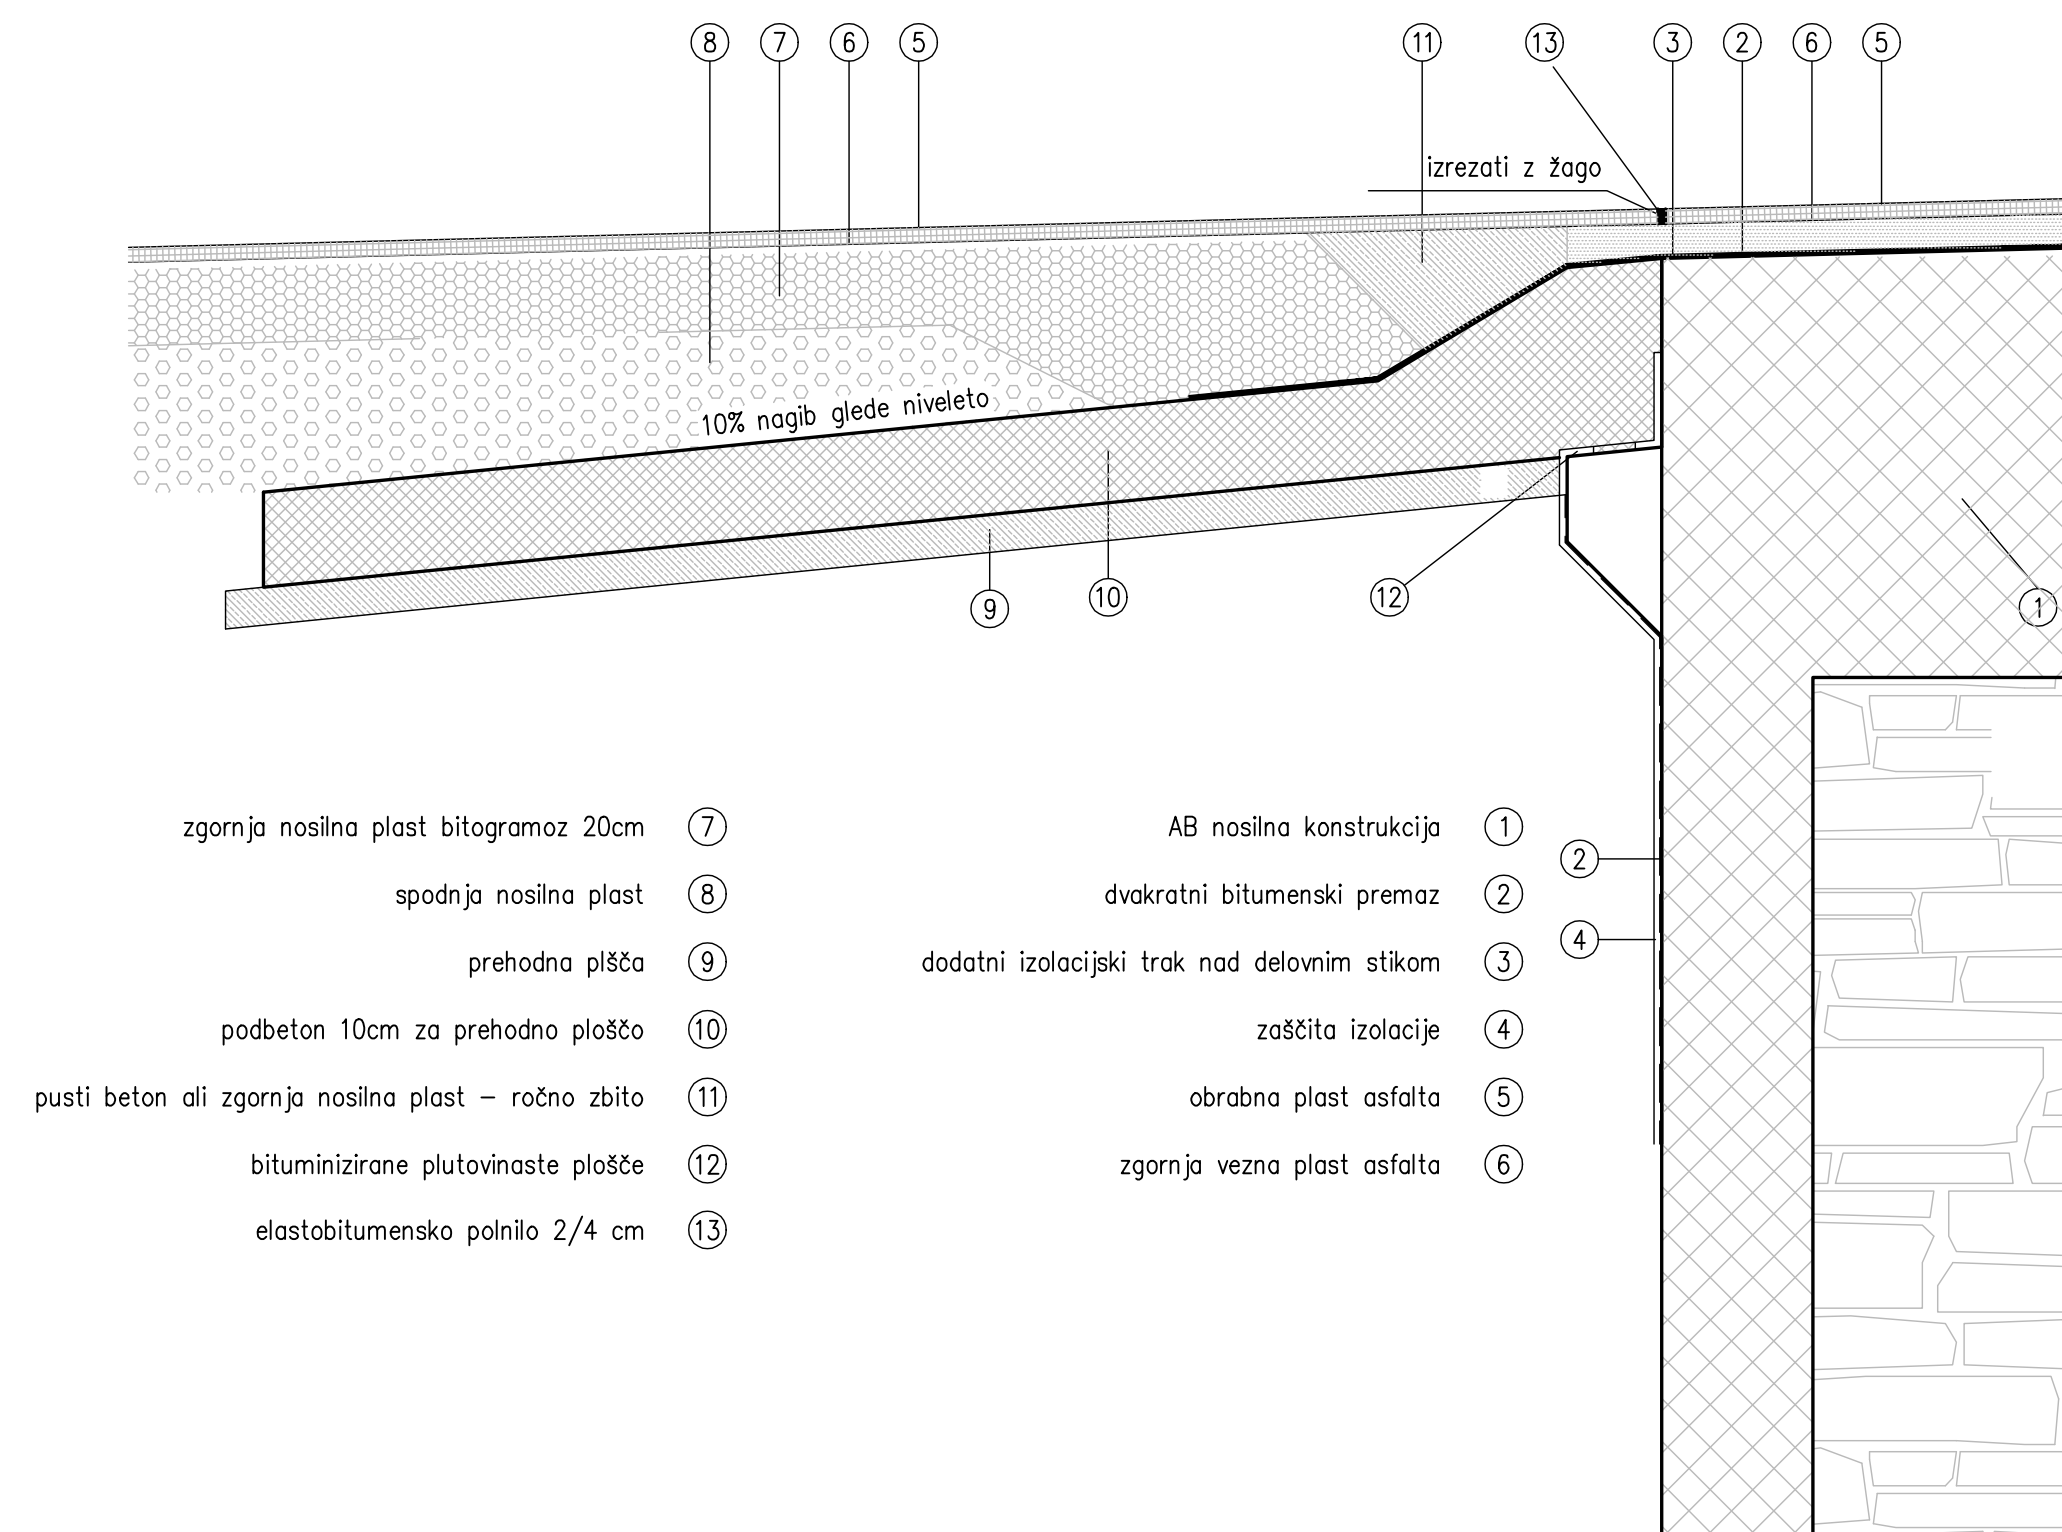 8 7 6 5 11 13 3 2 6 5
izrezati z žago
10% nagib glede niveleto
9 10 12 1
zgornja nosilna plast bitogramoz 20cm 7
spodnja nosilna plast 8
prehodna plšča 9
podbeton 10cm za prehodno ploščo 10
pusti beton ali zgornja nosilna plast – ročno zbito 11
bituminizirane plutovinaste plošče 12
elastobitumensko polnilo 2/4 cm 13
AB nosilna konstrukcija 1
dvakratni bitumenski premaz 2
dodatni izolacijski trak nad delovnim stikom 3
zaščita izolacije 4
obrabna plast asfalta 5
zgornja vezna plast asfalta 6
2
4